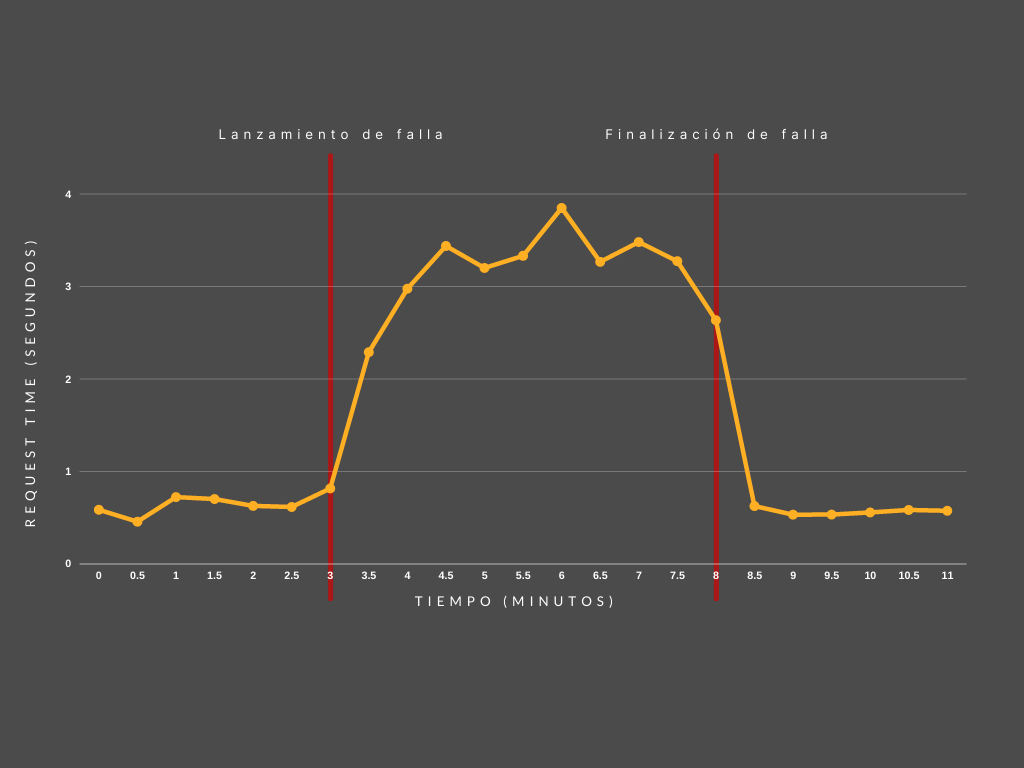 Lanzamiento de falla
Finalización de falla
REQUEST TIME (SEGUNDOS)
4
3
2
1
0
0 0.5 1 1.5 2 2.5 3 3.5 4 4.5 5 5.5 6 6.5 7 7.5 8 8.5 9 9.5 10 10.5 11
TIEMPO (MINUTOS)